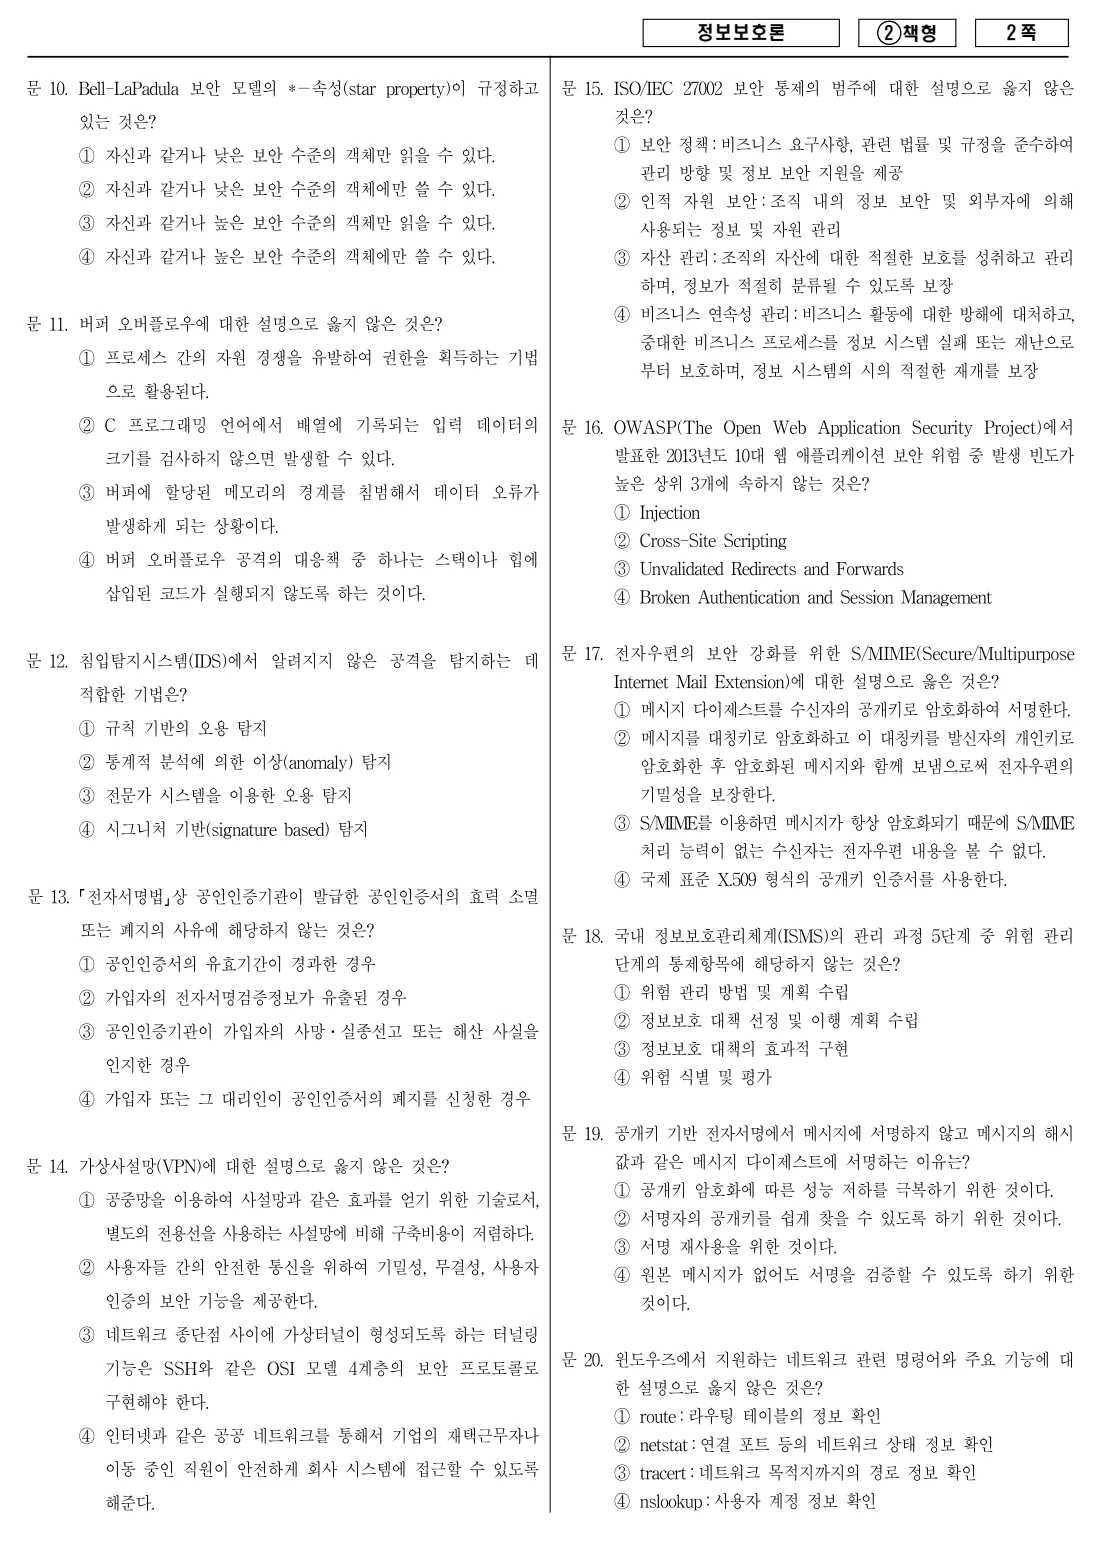 정보보호론 ②책형 2쪽
문 10. Bell-LaPadula 보안 모델의 *-속성(star property)이 규정하고
있는 것은?
① 자신과 같거나 낮은 보안 수준의 객체만 읽을 수 있다.
② 자신과 같거나 낮은 보안 수준의 객체에만 쓸 수 있다.
③ 자신과 같거나 높은 보안 수준의 객체만 읽을 수 있다.
④ 자신과 같거나 높은 보안 수준의 객체에만 쓸 수 있다.
문 11. 버퍼 오버플로우에 대한 설명으로 옳지 않은 것은?
① 프로세스 간의 자원 경쟁을 유발하여 권한을 획득하는 기법
으로 활용된다.
② C 프로그래밍 언어에서 배열에 기록되는 입력 데이터의
크기를 검사하지 않으면 발생할 수 있다.
③ 버퍼에 할당된 메모리의 경계를 침범해서 데이터 오류가
발생하게 되는 상황이다.
④ 버퍼 오버플로우 공격의 대응책 중 하나는 스택이나 힙에
삽입된 코드가 실행되지 않도록 하는 것이다.
문 12. 침입탐지시스템(IDS)에서 알려지지 않은 공격을 탐지하는 데
적합한 기법은?
① 규칙 기반의 오용 탐지
② 통계적 분석에 의한 이상(anomaly) 탐지
③ 전문가 시스템을 이용한 오용 탐지
④ 시그니처 기반(signature based) 탐지
문 13. ｢전자서명법｣상 공인인증기관이 발급한 공인인증서의 효력 소멸
또는 폐지의 사유에 해당하지 않는 것은?
① 공인인증서의 유효기간이 경과한 경우
② 가입자의 전자서명검증정보가 유출된 경우
③ 공인인증기관이 가입자의 사망·실종선고 또는 해산 사실을
인지한 경우
④ 가입자 또는 그 대리인이 공인인증서의 폐지를 신청한 경우
문 14. 가상사설망(VPN)에 대한 설명으로 옳지 않은 것은?
① 공중망을 이용하여 사설망과 같은 효과를 얻기 위한 기술로서,
별도의 전용선을 사용하는 사설망에 비해 구축비용이 저렴하다.
② 사용자들 간의 안전한 통신을 위하여 기밀성, 무결성, 사용자
인증의 보안 기능을 제공한다.
③ 네트워크 종단점 사이에 가상터널이 형성되도록 하는 터널링
기능은 SSH와 같은 OSI 모델 4계층의 보안 프로토콜로
구현해야 한다.
④ 인터넷과 같은 공공 네트워크를 통해서 기업의 재택근무자나
이동 중인 직원이 안전하게 회사 시스템에 접근할 수 있도록
해준다.
문 15. ISO/IEC 27002 보안 통제의 범주에 대한 설명으로 옳지 않은
것은?
① 보안 정책 : 비즈니스 요구사항, 관련 법률 및 규정을 준수하여
관리 방향 및 정보 보안 지원을 제공
② 인적 자원 보안 : 조직 내의 정보 보안 및 외부자에 의해
사용되는 정보 및 자원 관리
③ 자산 관리 : 조직의 자산에 대한 적절한 보호를 성취하고 관리
하며, 정보가 적절히 분류될 수 있도록 보장
④ 비즈니스 연속성 관리 : 비즈니스 활동에 대한 방해에 대처하고,
중대한 비즈니스 프로세스를 정보 시스템 실패 또는 재난으로
부터 보호하며, 정보 시스템의 시의 적절한 재개를 보장
문 16. OWASP(The Open Web Application Security Project)에서
발표한 2013년도 10대 웹 애플리케이션 보안 위험 중 발생 빈도가
높은 상위 3개에 속하지 않는 것은?
① Injection
② Cross-Site Scripting
③ Unvalidated Redirects and Forwards
④ Broken Authentication and Session Management
문 17. 전자우편의 보안 강화를 위한 S/MIME(Secure/Multipurpose
Internet Mail Extension)에 대한 설명으로 옳은 것은?
① 메시지 다이제스트를 수신자의 공개키로 암호화하여 서명한다.
② 메시지를 대칭키로 암호화하고 이 대칭키를 발신자의 개인키로
암호화한 후 암호화된 메시지와 함께 보냄으로써 전자우편의
기밀성을 보장한다.
③ S/MIME를 이용하면 메시지가 항상 암호화되기 때문에 S/MIME
처리 능력이 없는 수신자는 전자우편 내용을 볼 수 없다.
④ 국제 표준 X.509 형식의 공개키 인증서를 사용한다.
문 18. 국내 정보보호관리체계(ISMS)의 관리 과정 5단계 중 위험 관리
단계의 통제항목에 해당하지 않는 것은?
① 위험 관리 방법 및 계획 수립
② 정보보호 대책 선정 및 이행 계획 수립
③ 정보보호 대책의 효과적 구현
④ 위험 식별 및 평가
문 19. 공개키 기반 전자서명에서 메시지에 서명하지 않고 메시지의 해시
값과 같은 메시지 다이제스트에 서명하는 이유는?
① 공개키 암호화에 따른 성능 저하를 극복하기 위한 것이다.
② 서명자의 공개키를 쉽게 찾을 수 있도록 하기 위한 것이다.
③ 서명 재사용을 위한 것이다.
④ 원본 메시지가 없어도 서명을 검증할 수 있도록 하기 위한
것이다.
문 20. 윈도우즈에서 지원하는 네트워크 관련 명령어와 주요 기능에 대
한 설명으로 옳지 않은 것은?
① route : 라우팅 테이블의 정보 확인
② netstat : 연결 포트 등의 네트워크 상태 정보 확인
③ tracert : 네트워크 목적지까지의 경로 정보 확인
④ nslookup : 사용자 계정 정보 확인